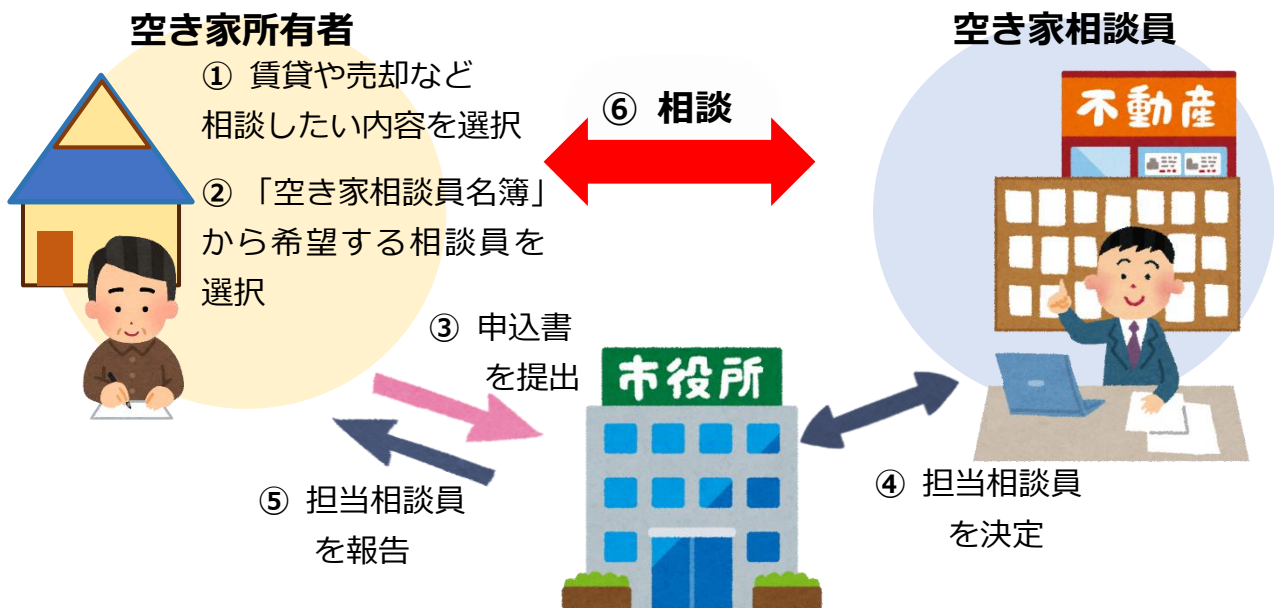 空き家所有者
① 賃貸や売却など
相談したい内容を選択
② 「空き家相談員名簿」
から希望する相談員を
選択
⑥ 相談
空き家相談員
不動産
③ 申込書
を提出
市役所
④ 担当相談員
を決定
⑤ 担当相談員
を報告